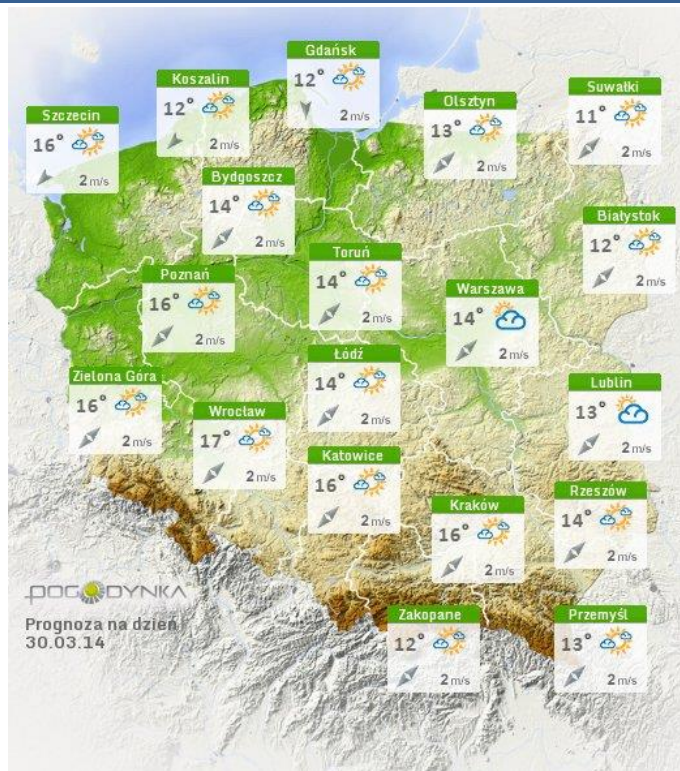 Gdańsk
12°
2 m/s
Koszalin
12°
2 m/s
Suwałki
11°
2 m/s
Olsztyn
13°
2 m/s
Szczecin
16°
2 m/s
Bydgoszcz
14°
2 m/s
Białystok
12°
2 m/s
Toruń
14°
2 m/s
Poznań
16°
2 m/s
Warszawa
14°
2 m/s
Łódź
14°
2 m/s
Zielona Góra
16°
2 m/s
Lublin
13°
2 m/s
Wrocław
17°
2 m/s
Katowice
16°
2 m/s
Rzeszów
14°
2 m/s
Kraków
16°
2 m/s
POGODYNKA
Prognoza na dzień
30.03.14
Zakopane
12°
2 m/s
Przemyśl
13°
2 m/s